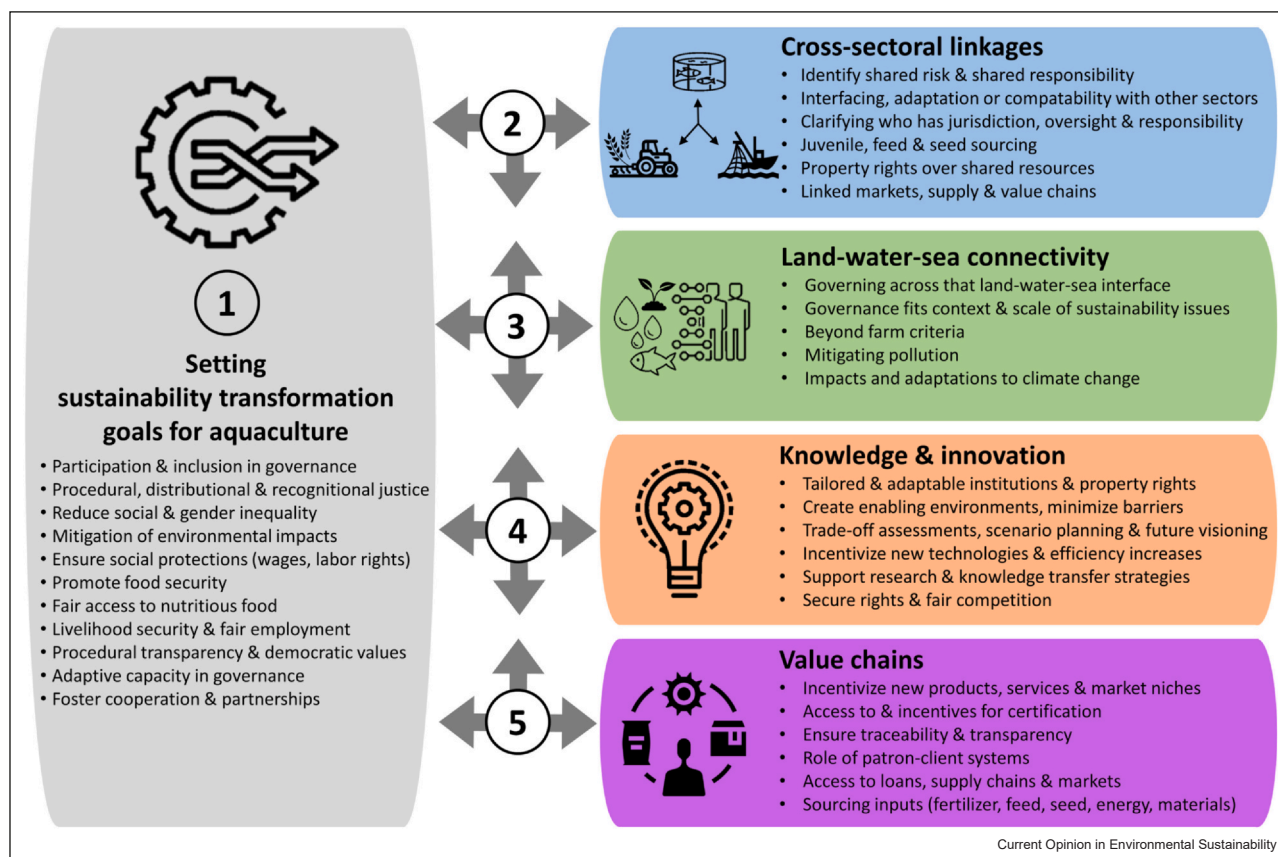 1
Setting
sustainability transformation
goals for aquaculture
• Participation & inclusion in governance
• Procedural, distributional & recognitional justice
• Reduce social & gender inequality
• Mitigation of environmental impacts
• Ensure social protections (wages, labor rights)
• Promote food security
• Fair access to nutritious food
• Livelihood security & fair employment
• Procedural transparency & democratic values
• Adaptive capacity in governance
• Foster cooperation & partnerships
2
Cross-sectoral linkages
• Identify shared risk & shared responsibility
• Interfacing, adaptation or compatability with other sectors
• Clarifying who has jurisdiction, oversight & responsibility
• Juvenile, feed & seed sourcing
• Property rights over shared resources
• Linked markets, supply & value chains
3
Land-water-sea connectivity
• Governing across that land-water-sea interface
• Governance fits context & scale of sustainability issues
• Beyond farm criteria
• Mitigating pollution
• Impacts and adaptations to climate change
4
Knowledge & innovation
• Tailored & adaptable institutions & property rights
• Create enabling environments, minimize barriers
• Trade-off assessments, scenario planning & future visioning
• Incentivize new technologies & efficiency increases
• Support research & knowledge transfer strategies
• Secure rights & fair competition
5
Value chains
• Incentivize new products, services & market niches
• Access to & incentives for certification
• Ensure traceability & transparency
• Role of patron-client systems
• Access to loans, supply chains & markets
• Sourcing inputs (fertilizer, feed, seed, energy, materials)
Current Opinion in Environmental Sustainability